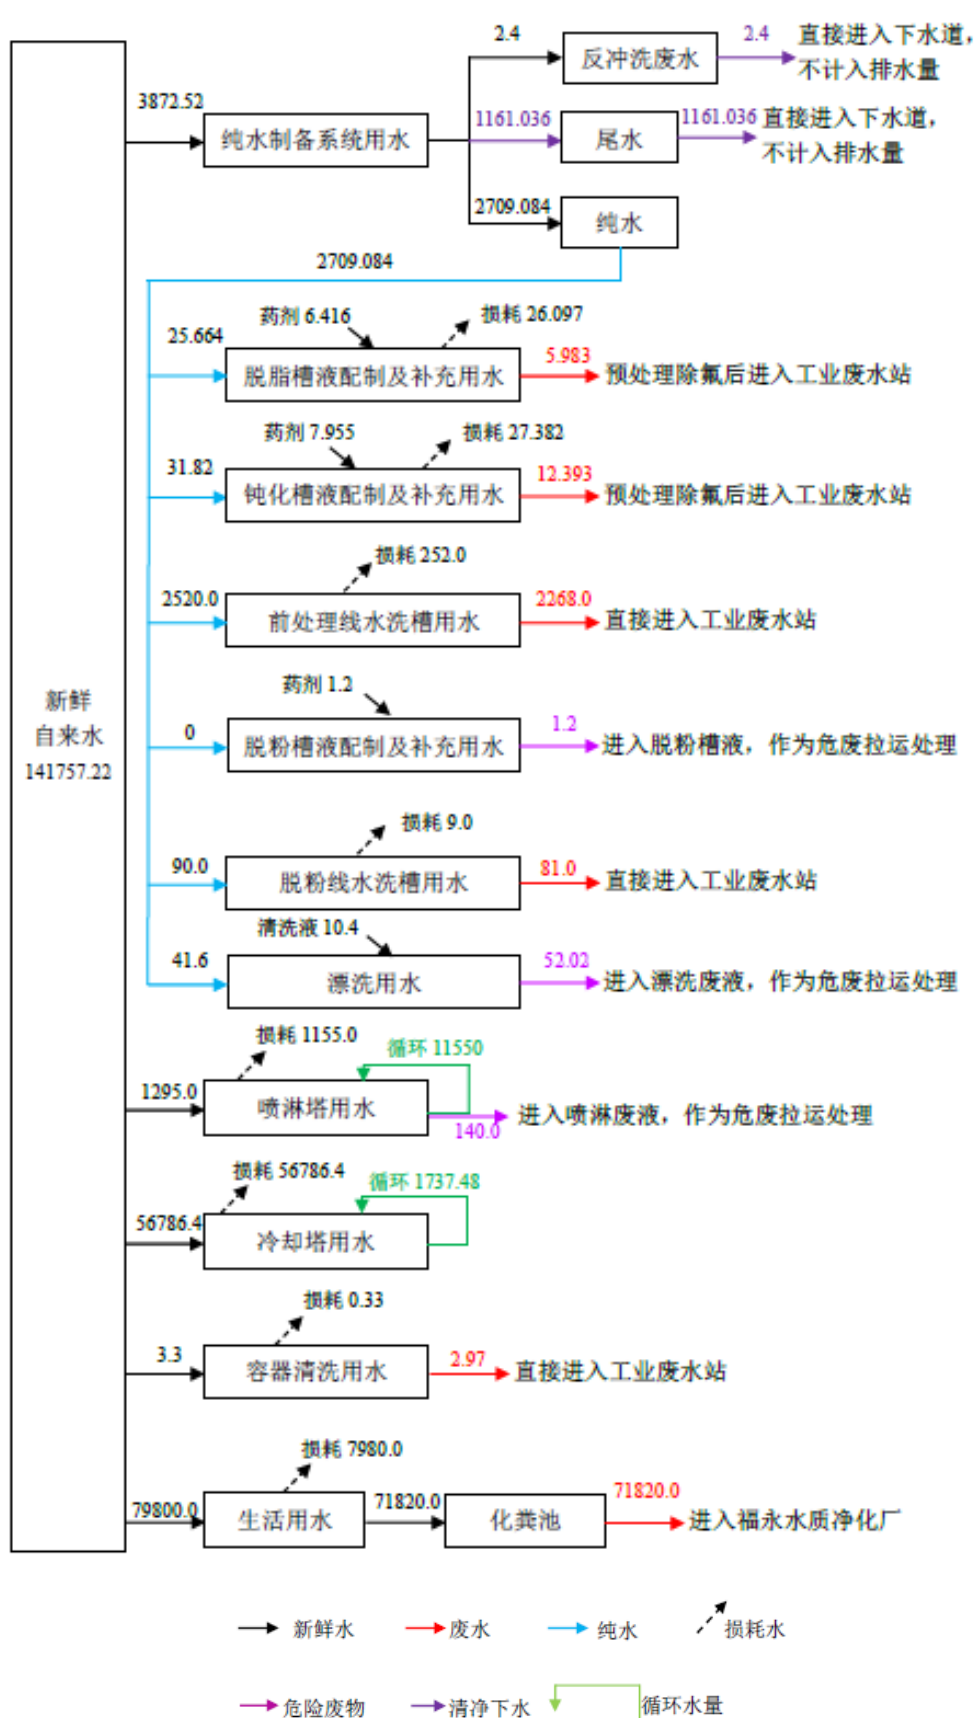 新鲜
自来水
141757.22
3872.52
纯水制备系统用水
2.4
反冲洗废水
2.4
直接进入下水道，
不计入排水量
1161.036
尾水
1161.036
直接进入下水道，
不计入排水量
2709.084
纯水
2709.084
25.664
药剂 6.416
损耗 26.097
脱脂槽液配制及补充用水
5.983
预处理除氟后进入工业废水站
31.82
药剂 7.955
损耗 27.382
钝化槽液配制及补充用水
12.393
预处理除氟后进入工业废水站
2520.0
损耗 252.0
前处理线水洗槽用水
2268.0
直接进入工业废水站
0
药剂 1.2
脱粉槽液配制及补充用水
1.2
进入脱粉槽液，作为危废拉运处理
90.0
损耗 9.0
脱粉线水洗槽用水
81.0
直接进入工业废水站
41.6
清洗液 10.4
漂洗用水
52.02
进入漂洗废液，作为危废拉运处理
1295.0
损耗 1155.0
循环 11550
喷淋塔用水
140.0
进入喷淋废液，作为危废拉运处理
56786.4
损耗 56786.4
循环 1737.48
冷却塔用水
3.3
损耗 0.33
容器清洗用水
2.97
直接进入工业废水站
79800.0
损耗 7980.0
生活用水
71820.0
化粪池
71820.0
进入福永水质净化厂
新鲜水
废水
纯水
损耗水
危险废物
清净下水
循环水量